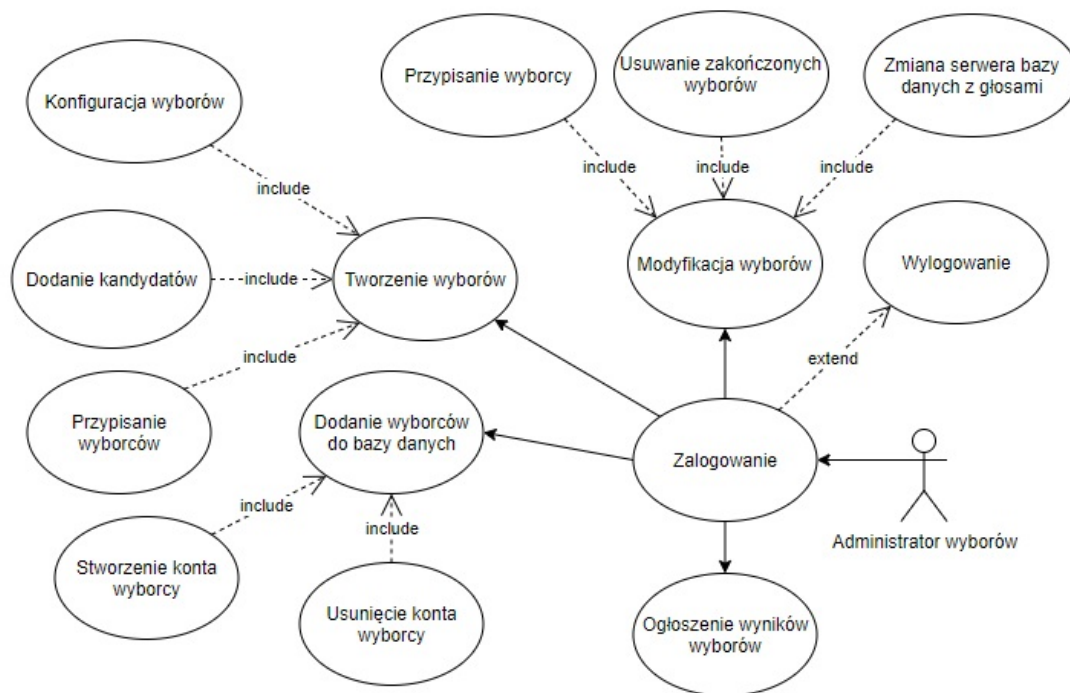 Konfiguracja wyborów
Przypisanie wyborcy
Usuwanie zakończonych
wyborów
Zmiana serwera bazy
danych z głosami
include
include
include
include
Dodanie kandydatów
include
Tworzenie wyborów
Modyfikacja wyborów
Wylogowanie
include
extend
Przypisanie
wyborców
Dodanie wyborców
do bazy danych
Zalogowanie
include
include
Administrator wyborów
Stworzenie konta
wyborcy
Usunięcie konta
wyborcy
Ogłoszenie wyników
wyborów